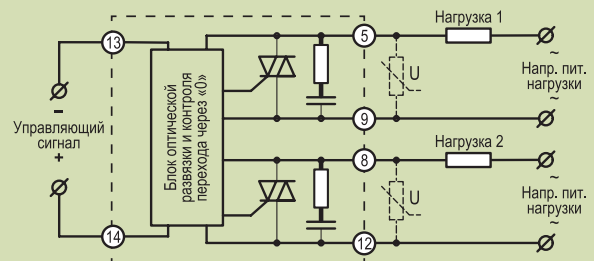 Нагрузка 1
13
5
~
Напр. пит.
нагрузки
~
U
–
Управляющий
сигнал
+
Блок оптической
развязки и контроля
перехода через «0»
9
8
Нагрузка 2
~
Напр. пит.
нагрузки
~
U
14
12